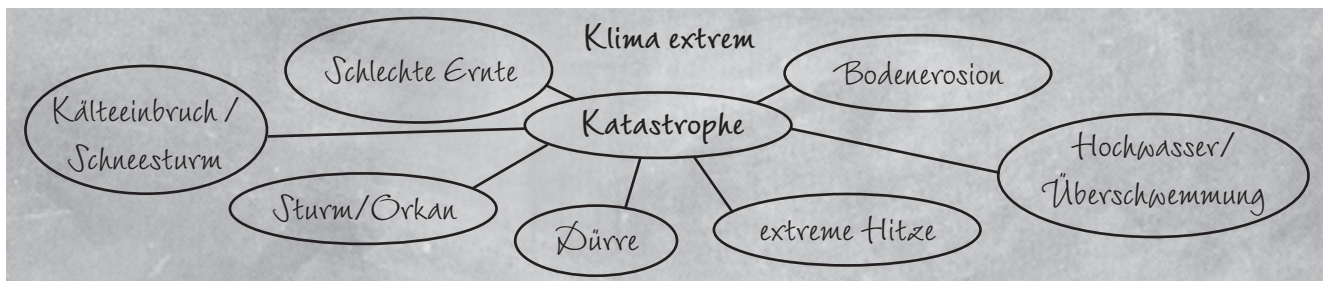 Klima extrem
Schlechte Ernte
Bodenerosion
Kälteeinbruch /
Schneesturm
Katastrophe
Hochwasser/
Überschwemmung
Sturm/Orkan
Dürre
extreme Hitze